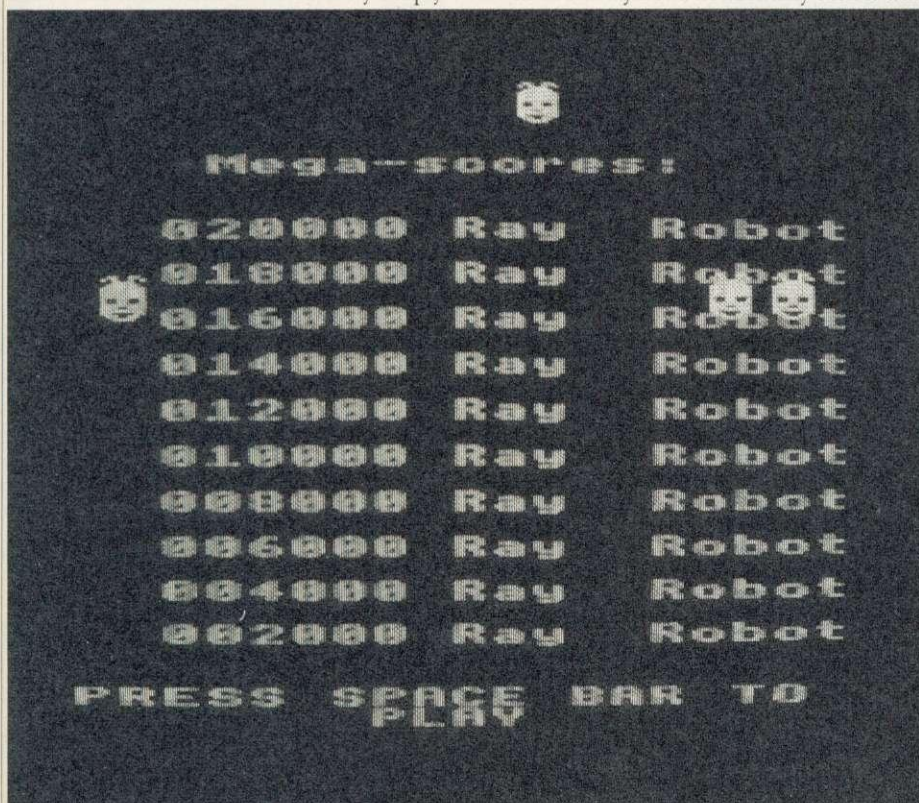 Mega-scores:
020000 Ray Robot
018000 Ray Robot
016000 Ray Robot
014000 Ray Robot
012000 Ray Robot
010000 Ray Robot
008000 Ray Robot
006000 Ray Robot
004000 Ray Robot
002000 Ray Robot
PRESS SPACE BAR TO
PLAY